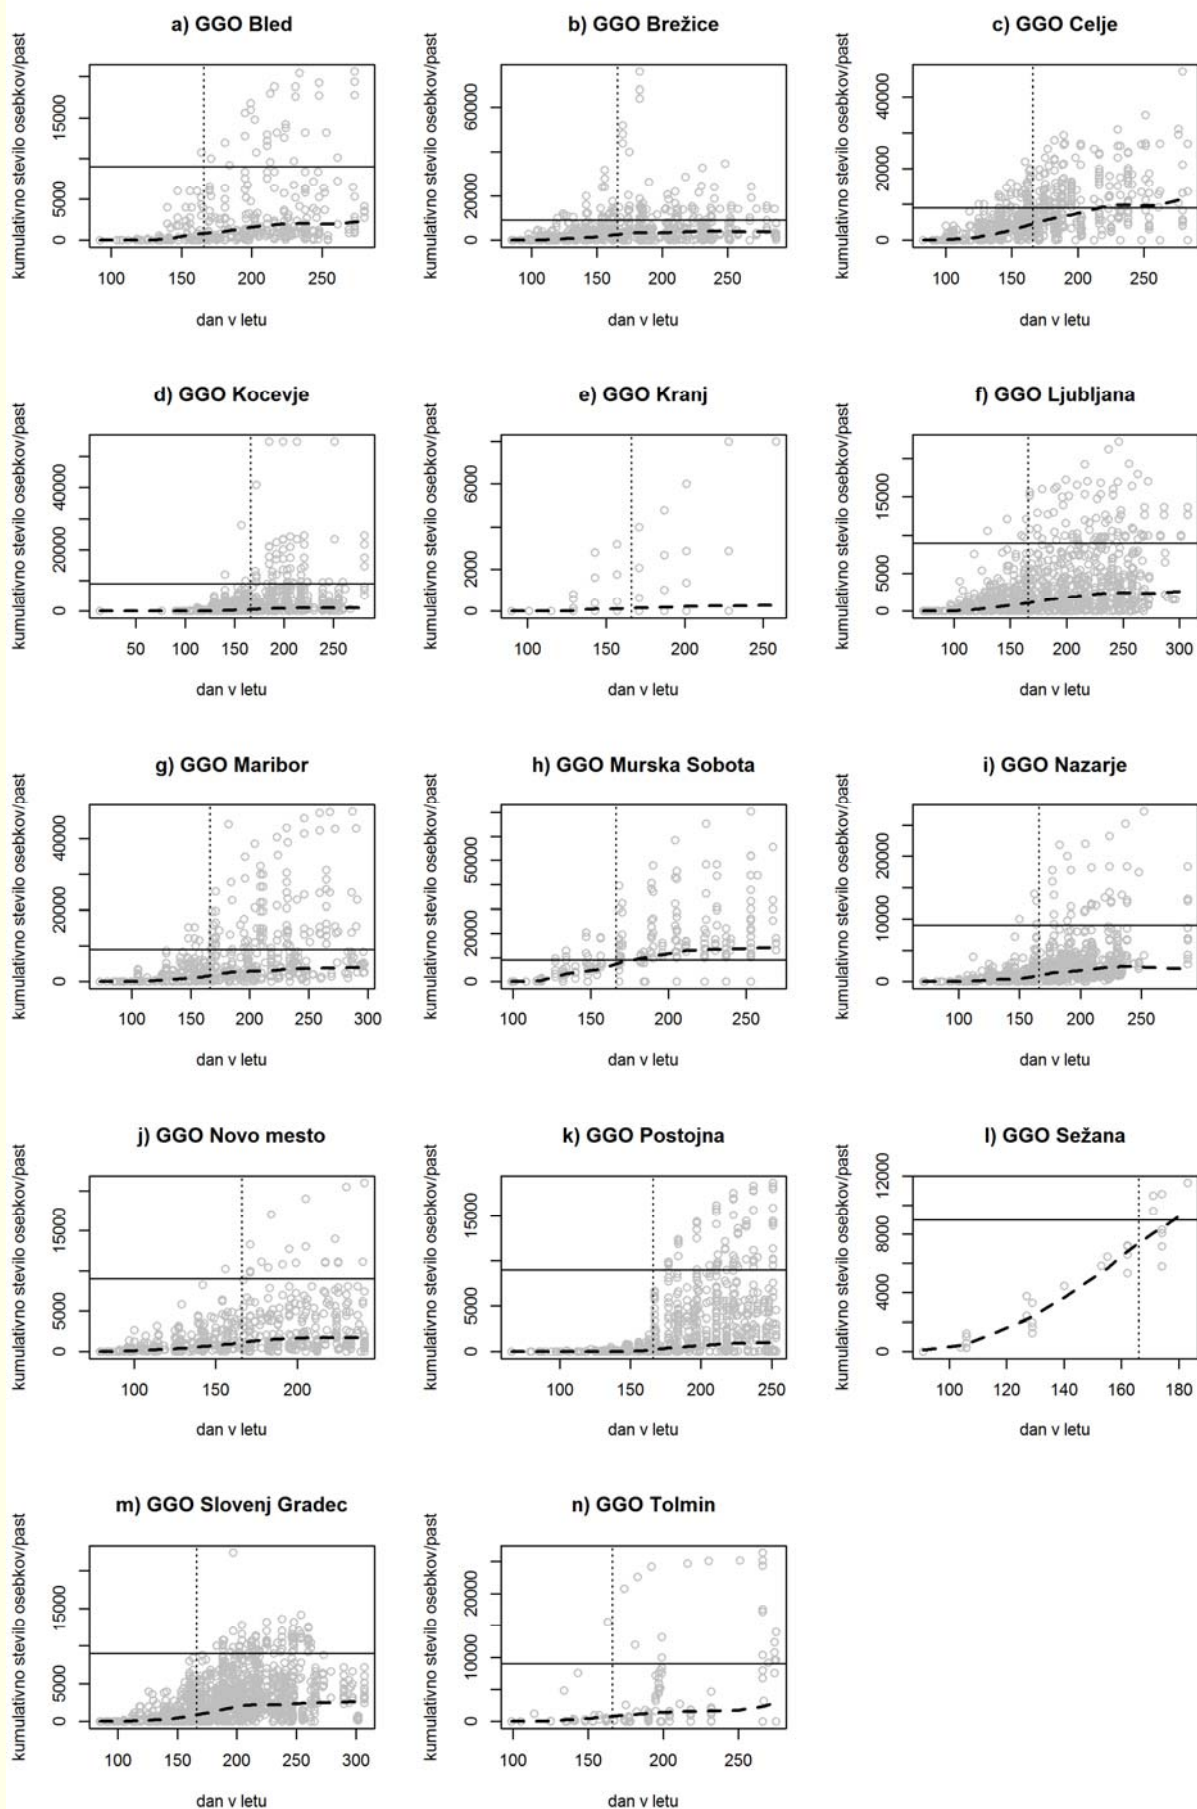 a) GGO Bled
kumulativno stevilo osebkov/past
0 5000 15000
100 150 200 250
dan v letu
b) GGO Brežice
kumulativno stevilo osebkov/past
0 20000 60000
100 150 200 250
dan v letu
c) GGO Celje
kumulativno stevilo osebkov/past
0 20000 40000
100 150 200 250
dan v letu
d) GGO Kocevje
kumulativno stevilo osebkov/past
0 20000 40000
50 100 150 200 250
dan v letu
e) GGO Kranj
kumulativno stevilo osebkov/past
0 2000 6000
100 150 200 250
dan v letu
f) GGO Ljubljana
kumulativno stevilo osebkov/past
0 5000 15000
100 150 200 250 300
dan v letu
g) GGO Maribor
kumulativno stevilo osebkov/past
0 20000 40000
100 150 200 250 300
dan v letu
h) GGO Murska Sobota
kumulativno stevilo osebkov/past
0 20000 50000
100 150 200 250
dan v letu
i) GGO Nazarje
kumulativno stevilo osebkov/past
0 10000 20000
100 150 200 250
dan v letu
j) GGO Novo mesto
kumulativno stevilo osebkov/past
0 5000 15000
100 150 200
dan v letu
k) GGO Postojna
kumulativno stevilo osebkov/past
0 5000 15000
100 150 200 250
dan v letu
l) GGO Sežana
kumulativno stevilo osebkov/past
0 4000 8000 12000
100 120 140 160 180
dan v letu
m) GGO Slovenj Gradec
kumulativno stevilo osebkov/past
0 5000 15000
100 150 200 250 300
dan v letu
n) GGO Tolmin
kumulativno stevilo osebkov/past
0 10000 20000
100 150 200 250
dan v letu